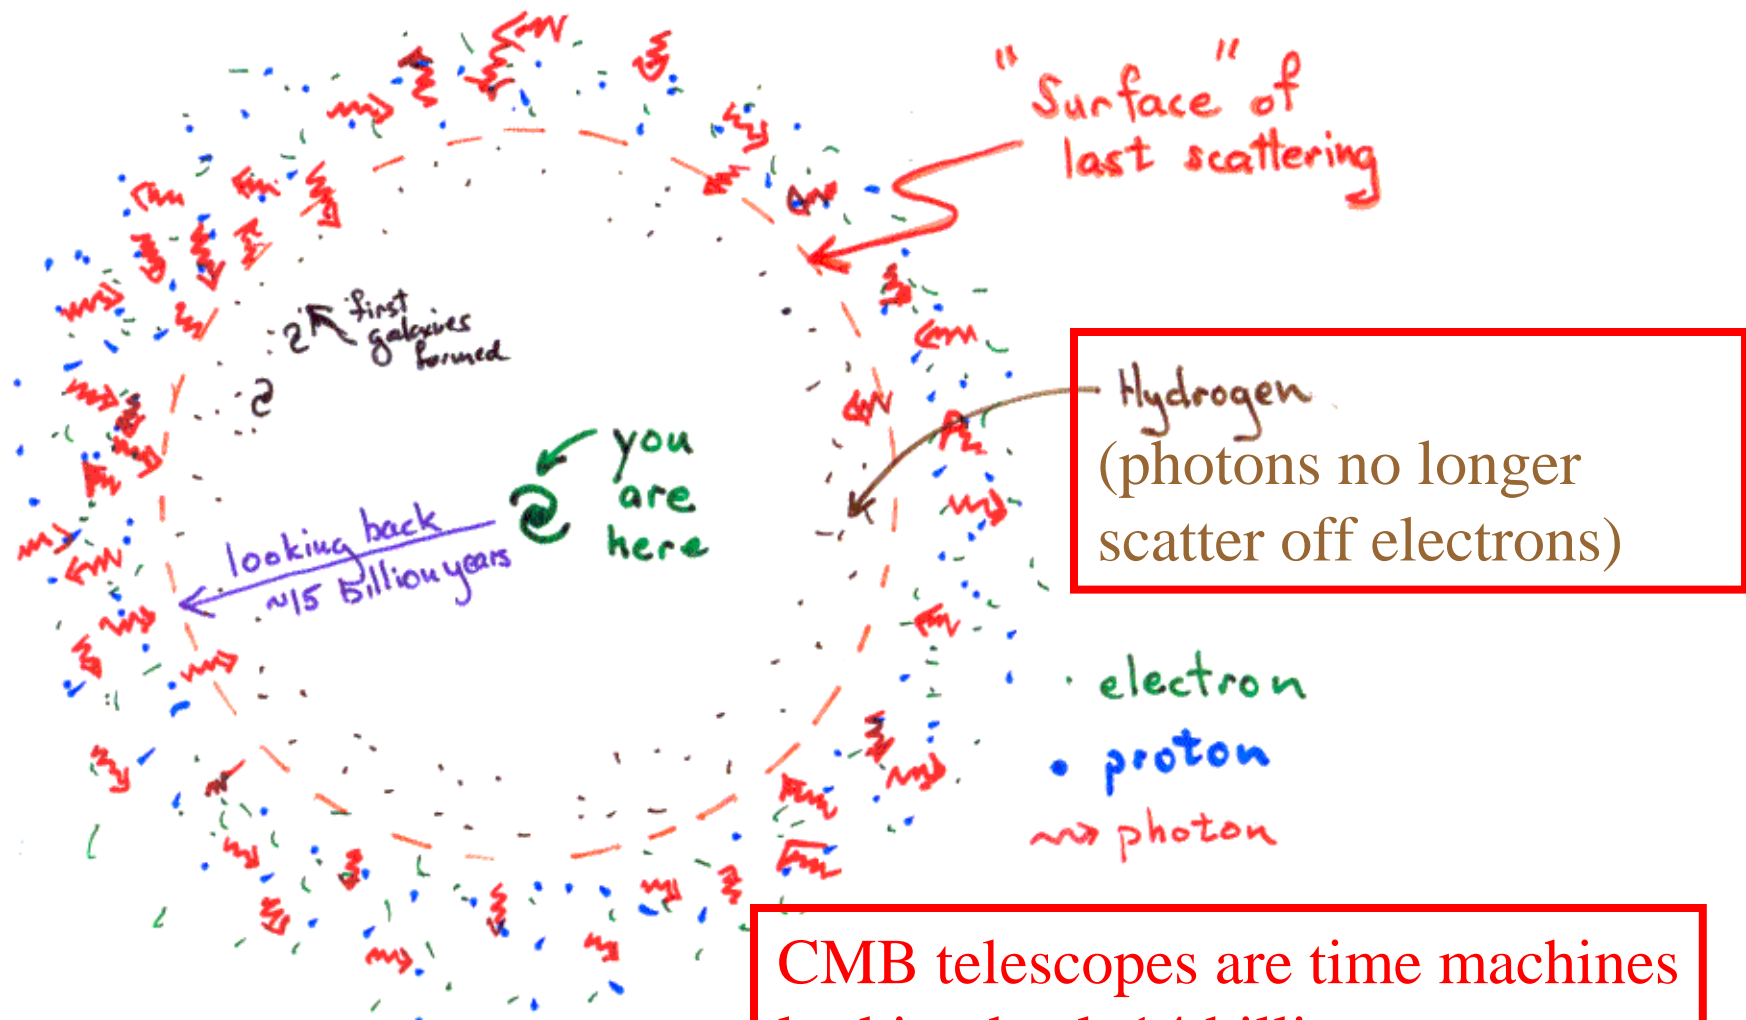 "Surface" of
last scattering
first
galaxies
formed
Hydrogen
(photons no longer
scatter off electrons)
you
are
here
looking back
~15 Billion years
electron
proton
photon
CMB telescopes are time machines